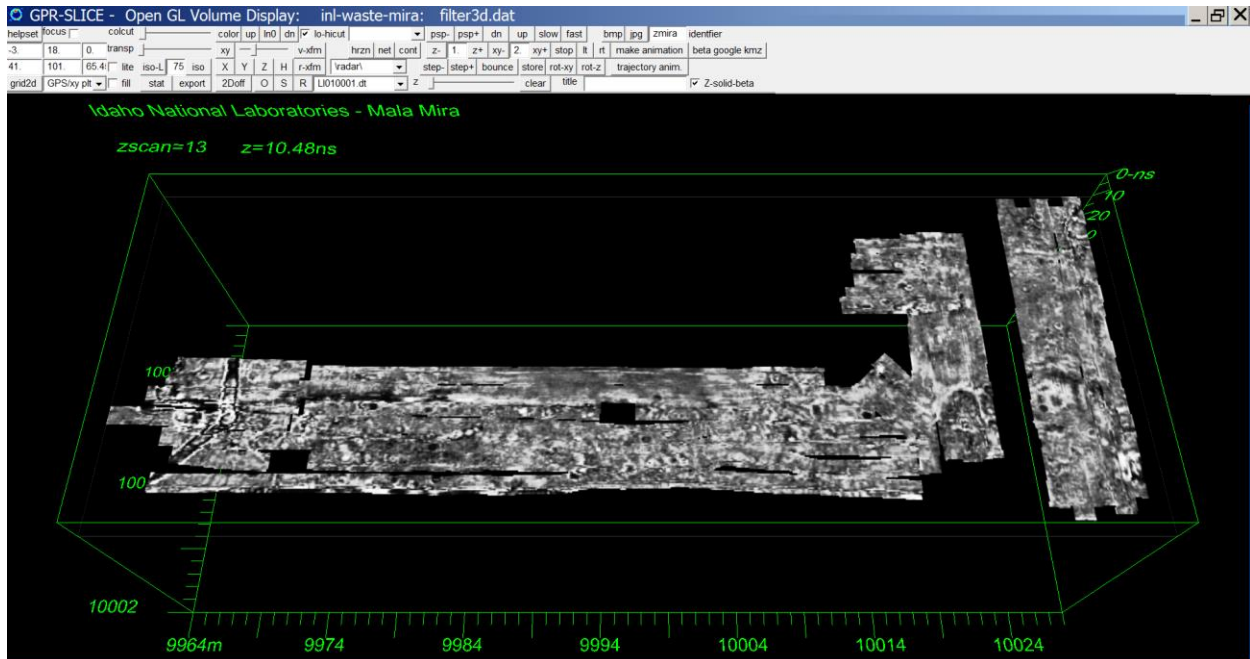 GPR-SLICE - Open GL Volume Display: inl-waste-mira: filter3d.dat
helpset focus colcut color up ln0 dn lo-hicut psp- psp+ dn up slow fast bmp jpg zmira identfier
-3. 18. 0. transp xy v-xfm hrzn net cont z- 1. z+ xy- 2. xy+ stop lt rt make animation beta google kmz
41. 101. lite iso-L 75 iso X Y Z H r-xfm \radar\ step- step+ bounce store rot-xy rot-z trajectory anim.
grid2d GPS/xy plt fill stat export 2Doff O S R LI010001.dt z clear title Z-solid-beta
Idaho National Laboratories - Mala Mira
zscan=13 z=10.48ns
0-ns
10
20
100
100
10002
9964m 9974 9984 9994 10004 10014 10024